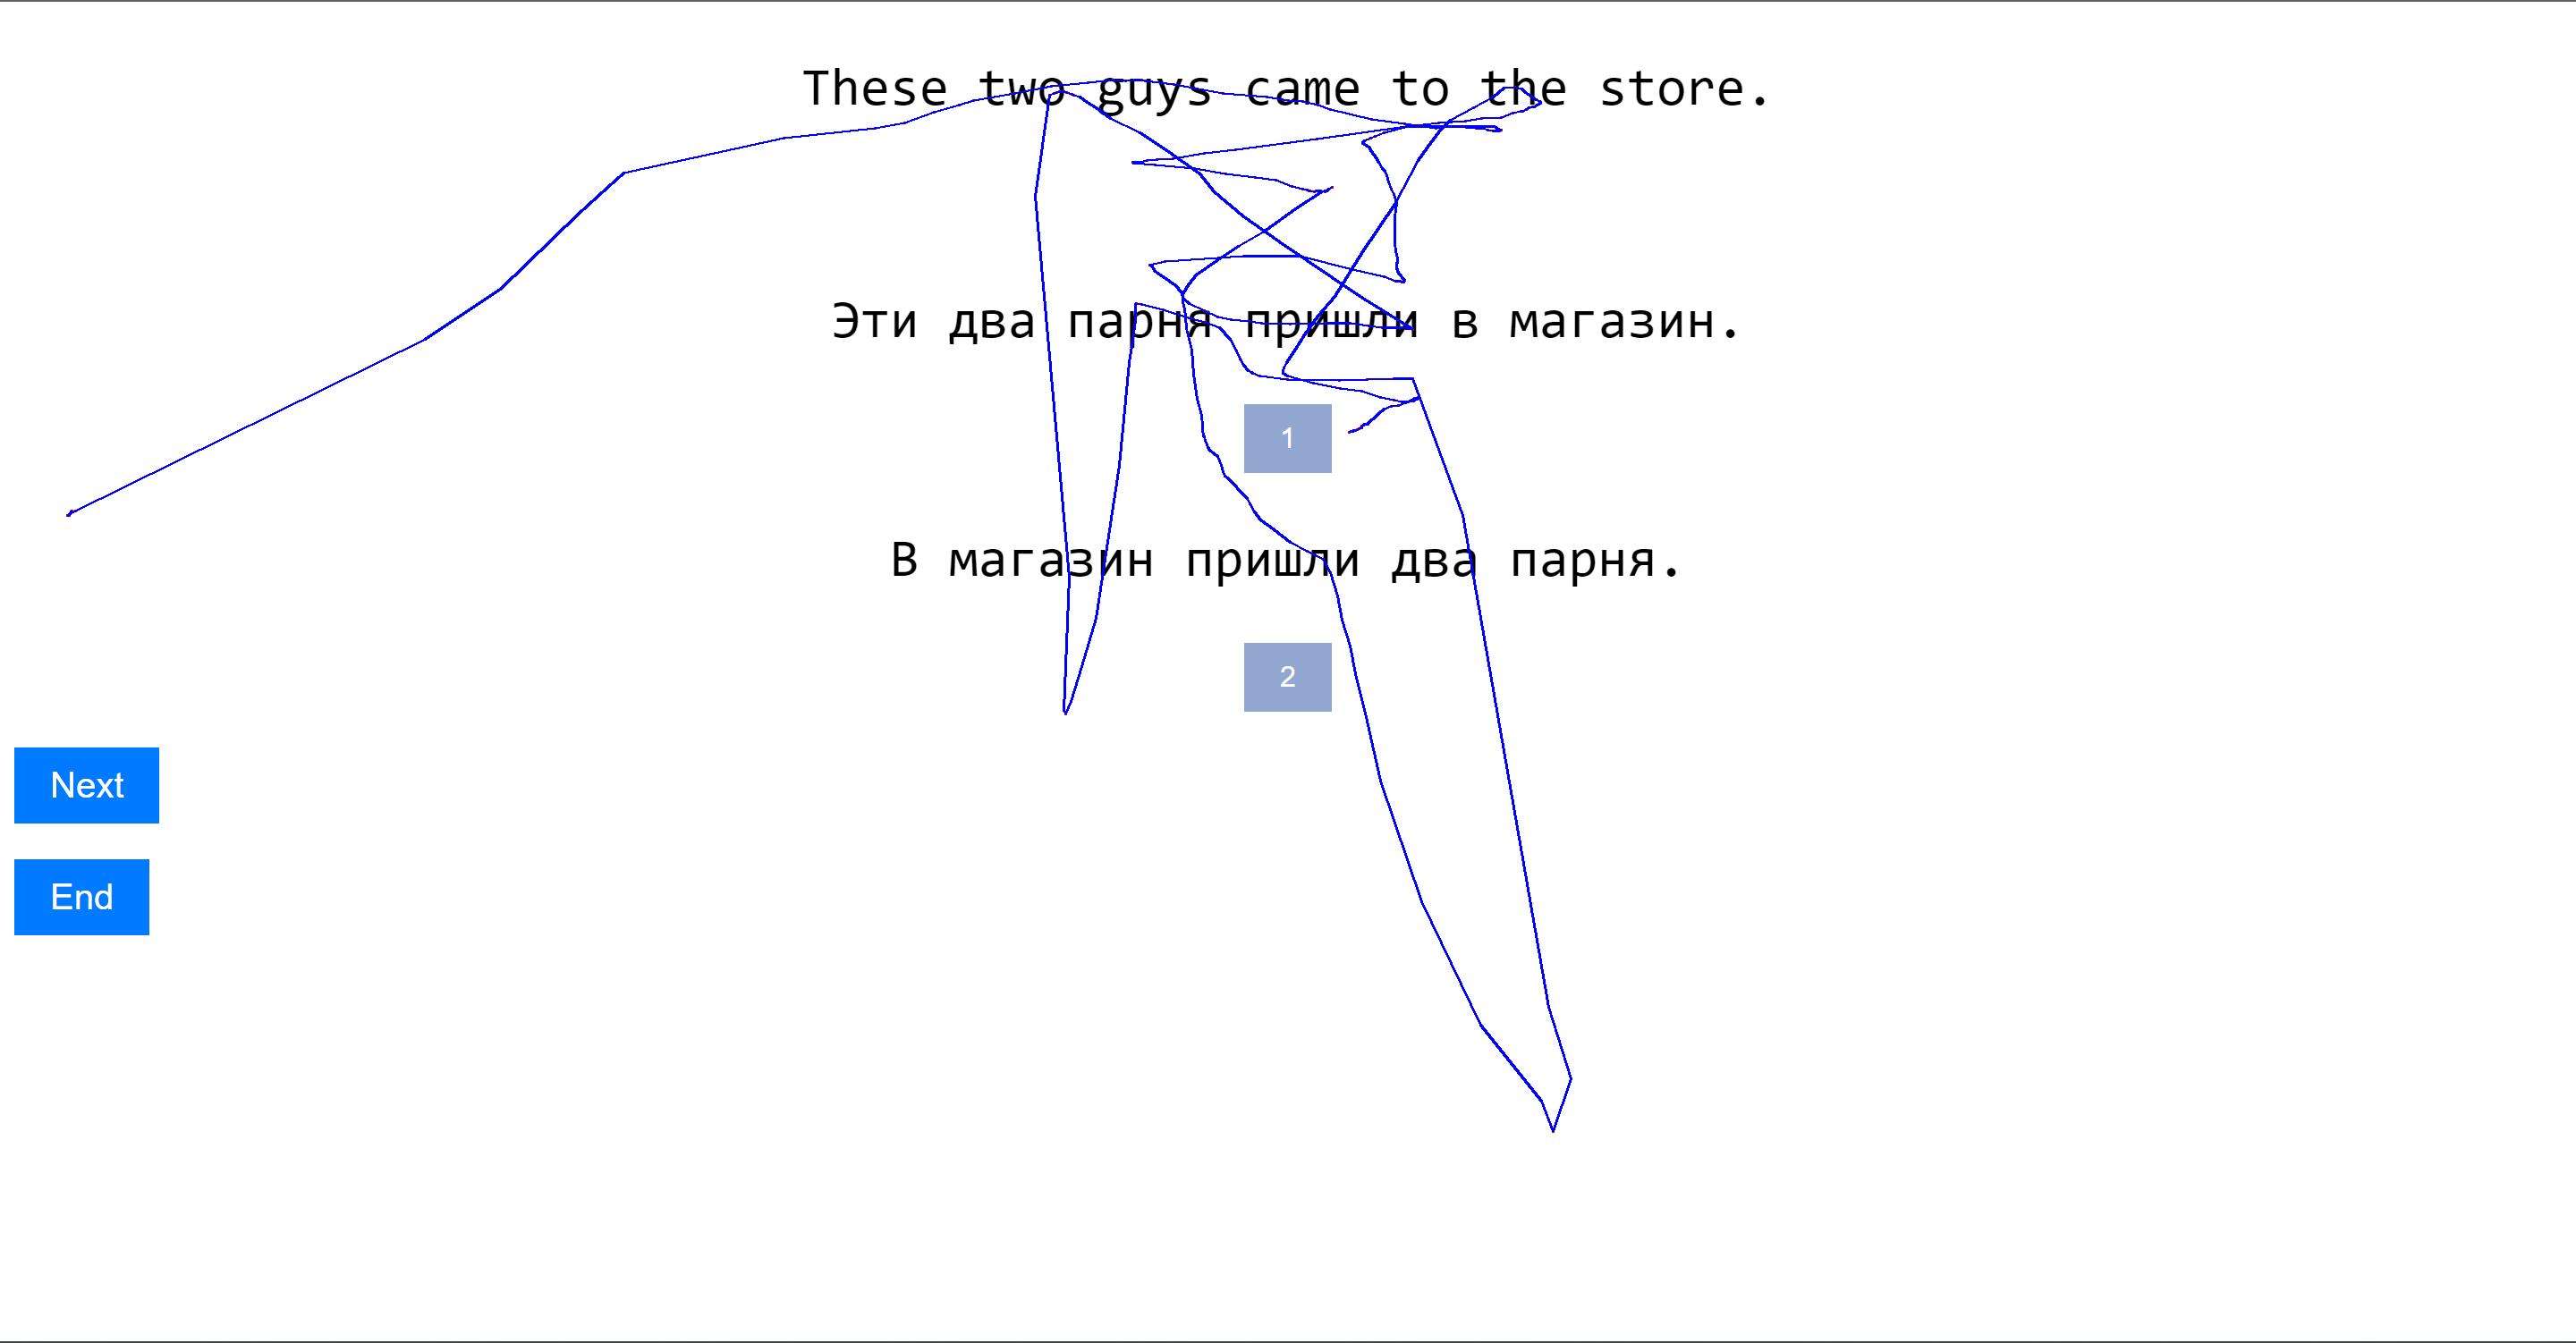 These two guys came to the store.
Эти два парня пришли в магазин.
1
В магазин пришли два парня.
2
Next
End